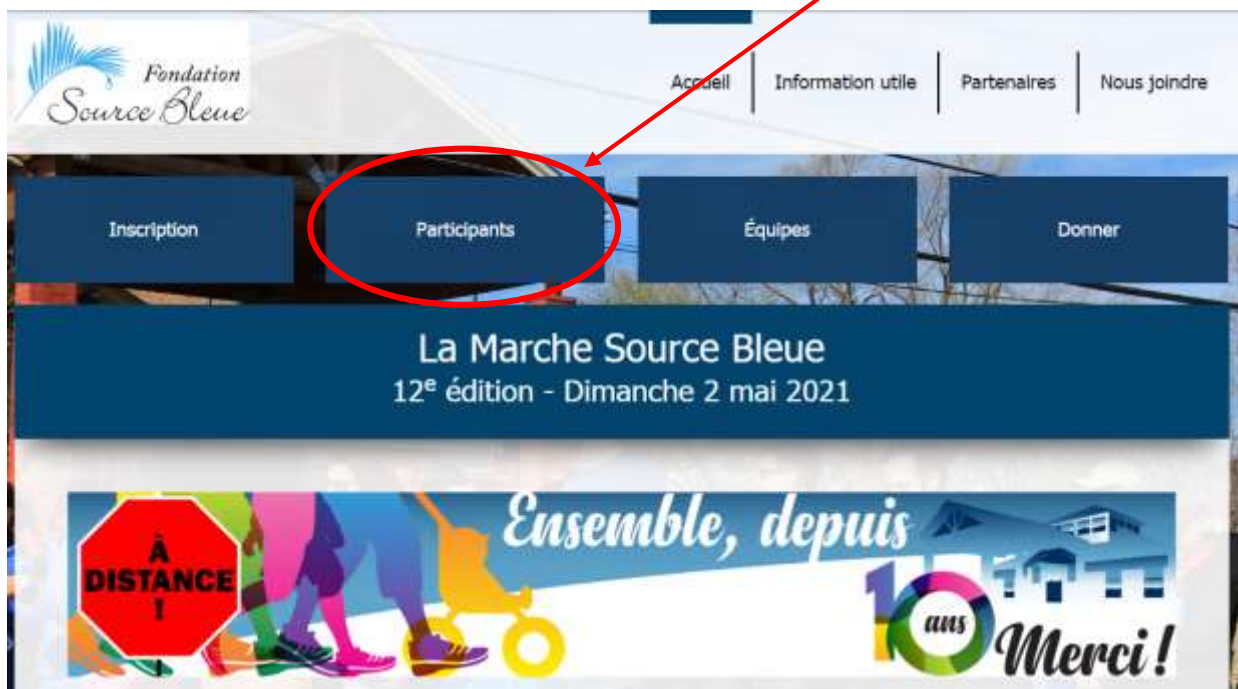 Fondation
Source Bleue
Accueil Information utile Partenaires Nous joindre
Inscription Participants Équipes Donner
La Marche Source Bleue
12e édition - Dimanche 2 mai 2021
À
DISTANCE
!
Ensemble, depuis
10
ans
Merci !